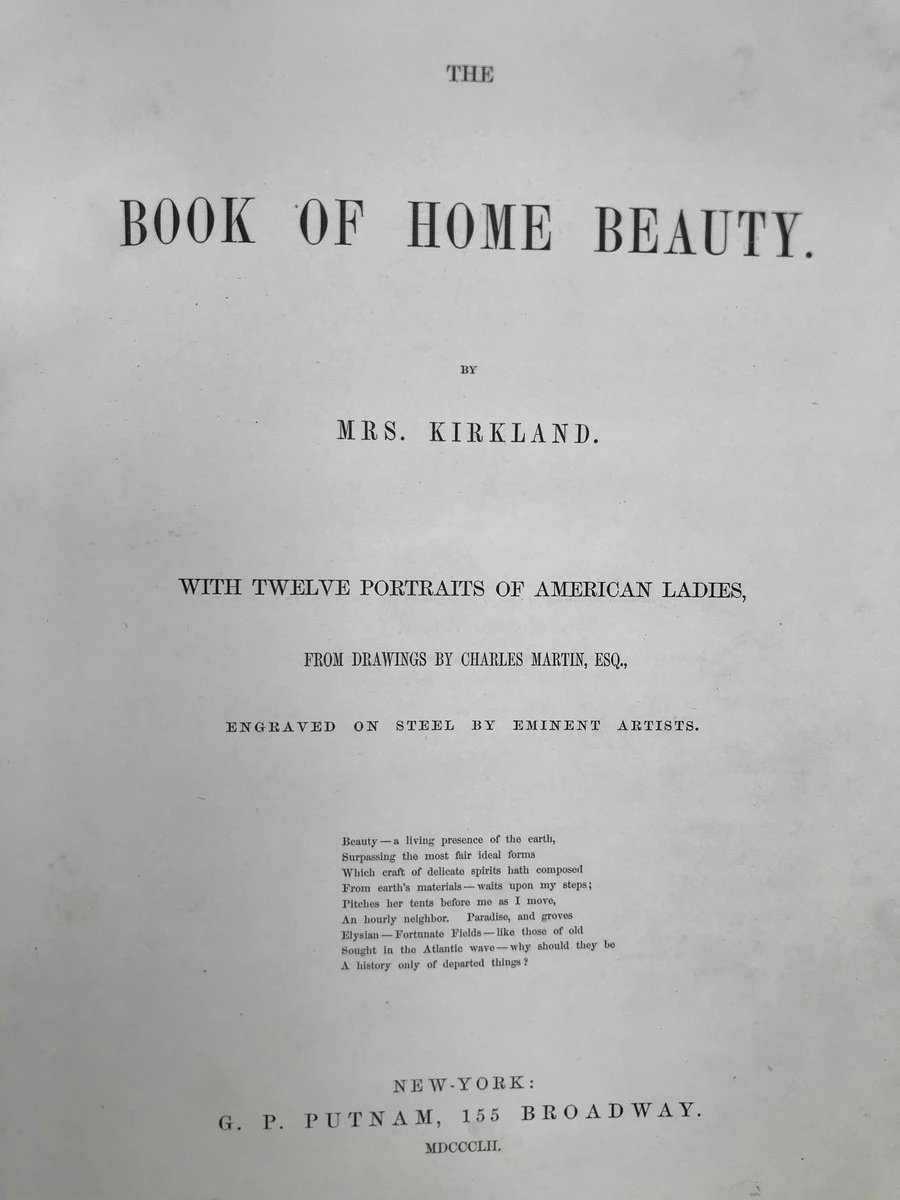 THE
BOOK OF HOME BEAUTY.
BY
MRS. KIRKLAND.
WITH TWELVE PORTRAITS OF AMERICAN LADIES,
FROM DRAWINGS BY CHARLES MARTIN, ESQ.,
ENGRAVED ON STEEL BY EMINENT ARTISTS.
Beauty—a living presence of the earth,
Surpassing the most fair ideal forms
Which craft of delicate spirits hath composed
From earth's materials—waits upon my steps;
Pitches her tents before me as I move,
An hourly neighbor. Paradise, and groves
Elysian—Fortunate Fields—like those of old
Sought in the Atlantic wave—why should they be
A history only of departed things?
NEW-YORK:
G. P. PUTNAM, 155 BROADWAY.
MDCCCLII.